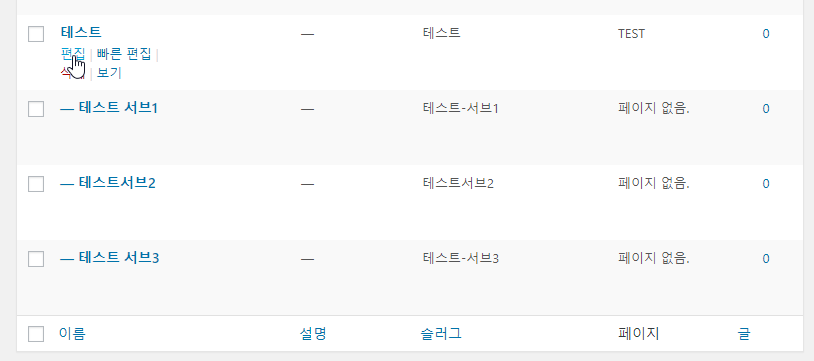 테스트 — 테스트 TEST 0
편집 | 빠른 편집 |
| 보기
— 테스트 서브1 — 테스트-서브1 페이지 없음. 0
— 테스트서브2 — 테스트서브2 페이지 없음. 0
— 테스트 서브3 — 테스트-서브3 페이지 없음. 0
이름 설명 슬러그 페이지 글